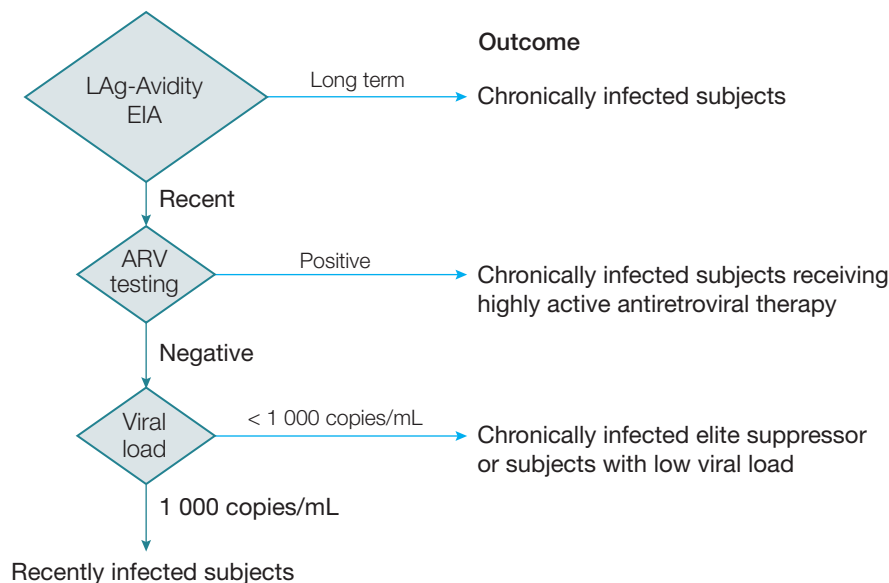 Outcome
LAg-Avidity
EIA
Long term
Chronically infected subjects
Recent
ARV
testing
Positive
Chronically infected subjects receiving
highly active antiretroviral therapy
Negative
Viral
load
< 1 000 copies/mL
Chronically infected elite suppressor
or subjects with low viral load
1 000 copies/mL
Recently infected subjects